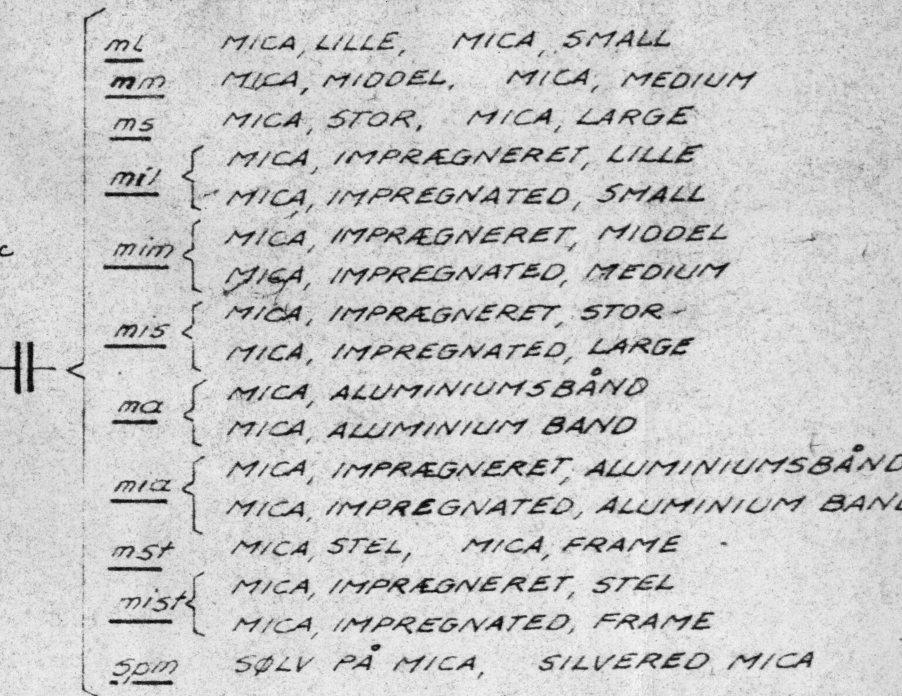 ml MICA, LILLE, MICA, SMALL
mm MICA, MIDDEL, MICA, MEDIUM
ms MICA, STOR, MICA, LARGE
mil MICA, IMPRÆGNERET, LILLE
MICA, IMPREGNATED, SMALL
c
mim MICA, IMPRÆGNERET, MIDDEL
MICA, IMPREGNATED, MEDIUM
mis MICA, IMPRÆGNERET, STOR
MICA, IMPREGNATED, LARGE
ma MICA, ALUMINIUMSBÅND
MICA, ALUMINIUM BAND
mia MICA, IMPRÆGNERET, ALUMINIUMSBÅND
MICA, IMPREGNATED, ALUMINIUM BAND
mst MICA, STEL, MICA, FRAME
mist MICA, IMPRÆGNERET, STEL
MICA, IMPREGNATED, FRAME
spm SØLV PÅ MICA, SILVERED MICA